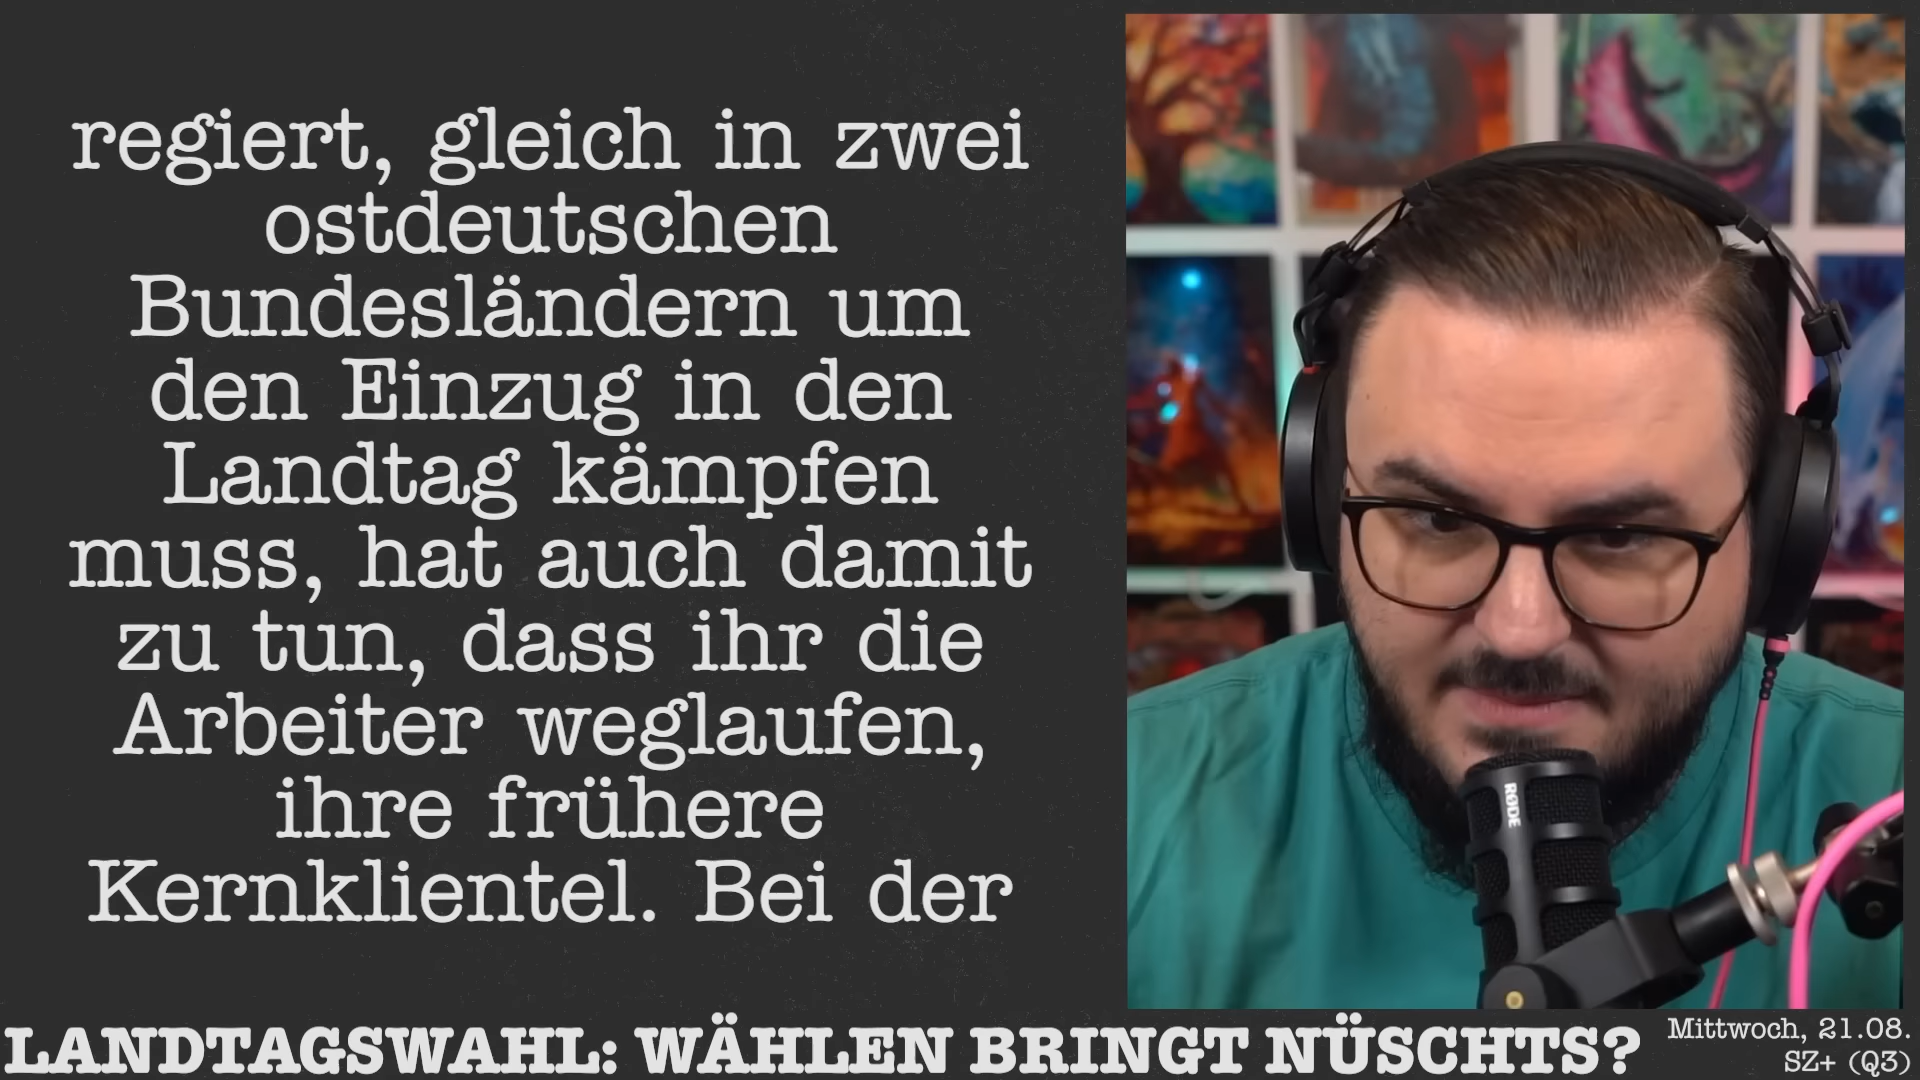 regiert, gleich in zwei
ostdeutschen
Bundesländern um
den Einzug in den
Landtag kämpfen
muss, hat auch damit
zu tun, dass ihr die
Arbeiter weglaufen,
ihre frühere
Kernklientel. Bei der
RØDE
LANDTAGSWAHL: WÄHLEN BRINGT NÜSCHTS?
Mittwoch, 21.08.
SZ+ (Q3)